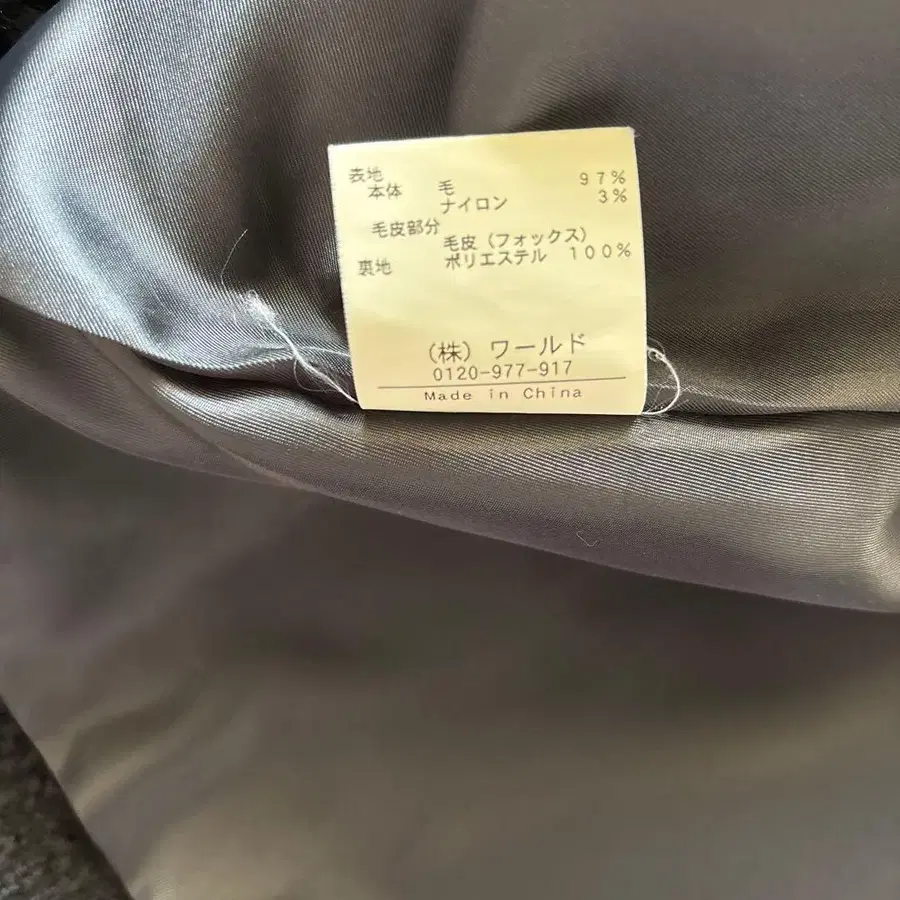 表地
本体 毛 97%
ナイロン 3%
毛皮部分
毛皮（フォックス）
裏地 ポリエステル 100%
（株）ワールド
0120-977-917
Made in China